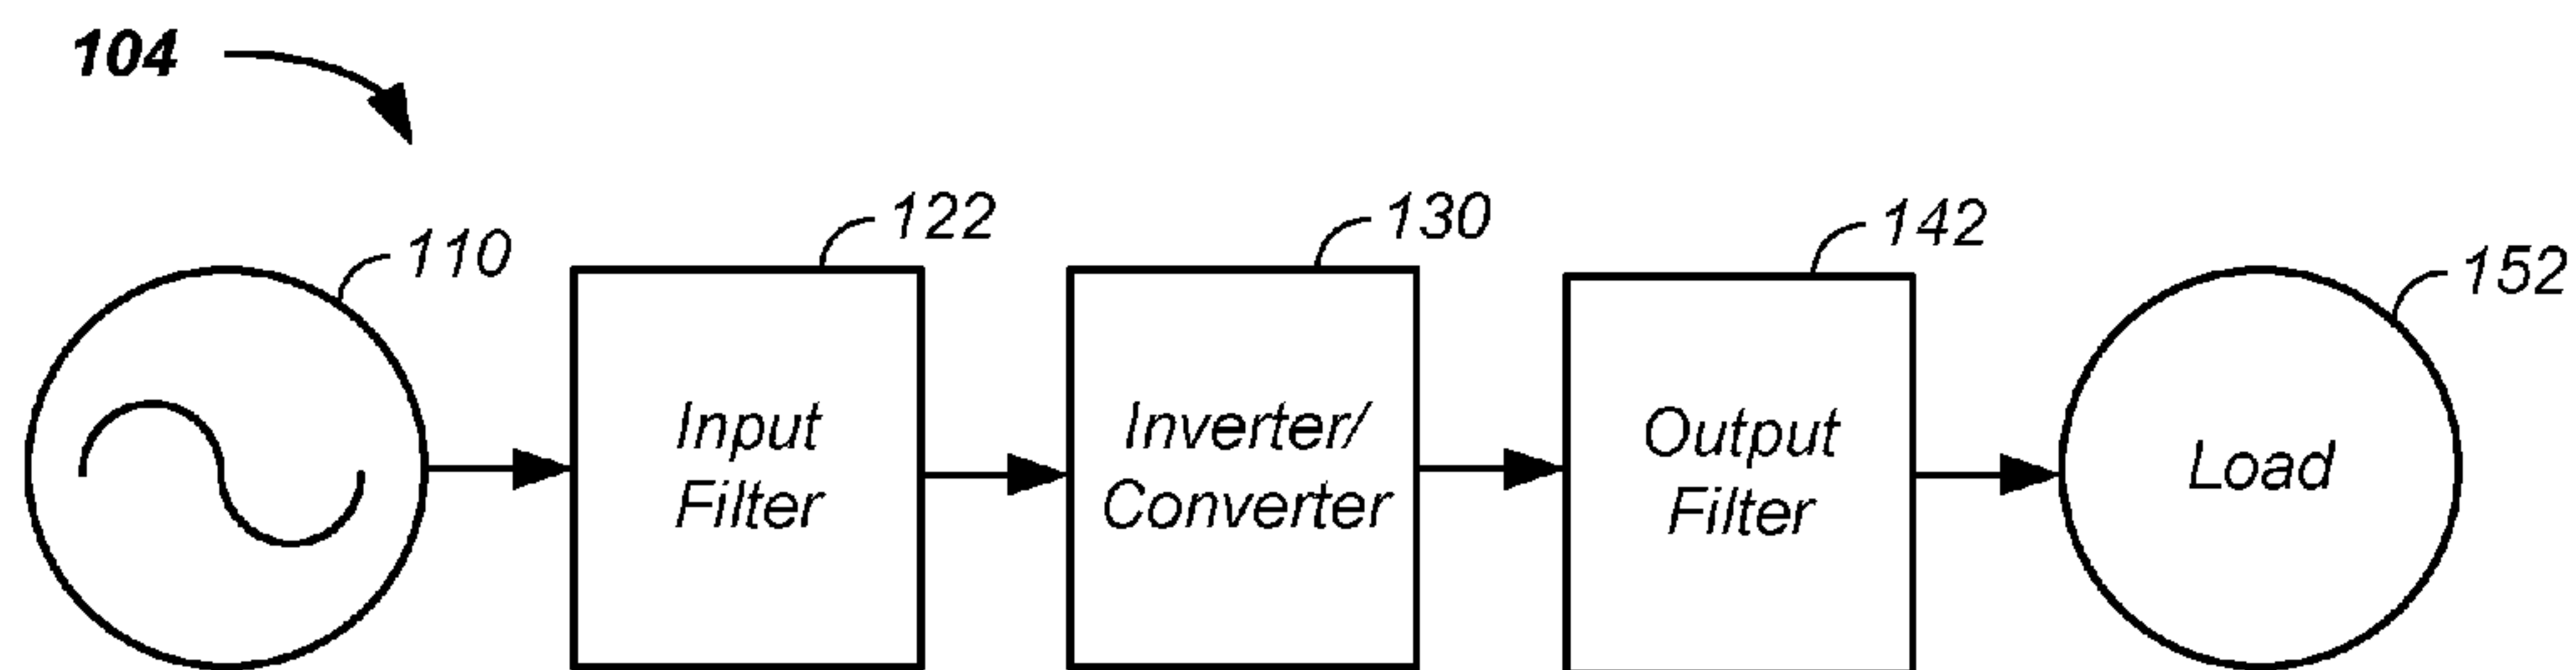 104
110
122
130
142
152
Input
Filter
Inverter/
Converter
Output
Filter
Load